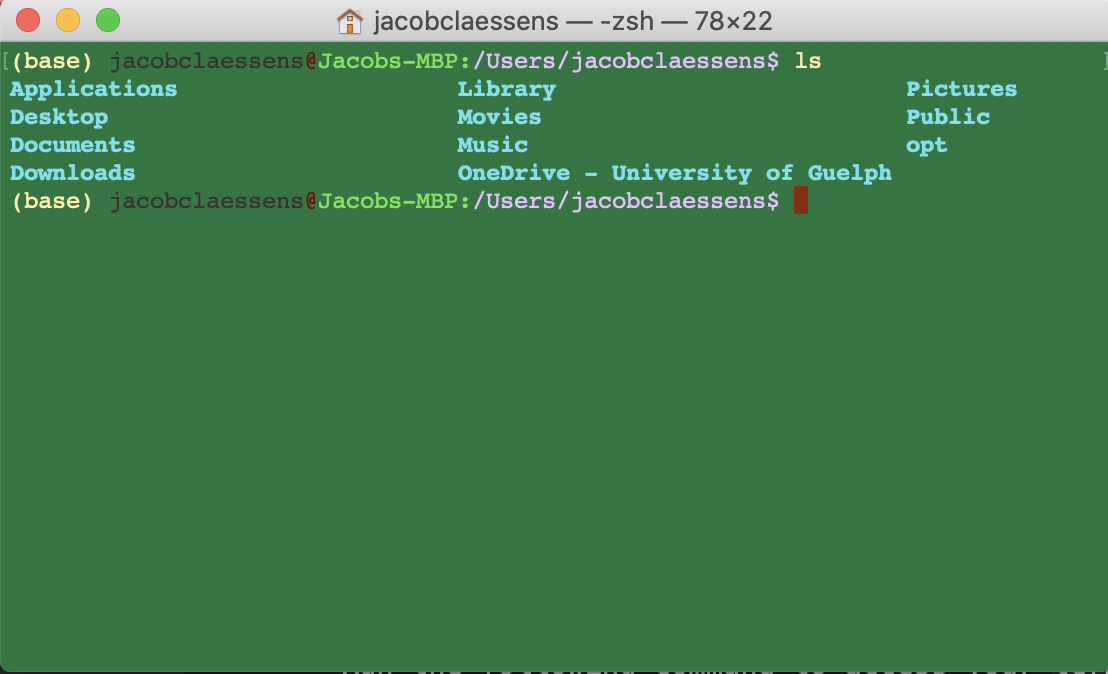 jacobclaessens — -zsh — 78×22
(base) jacobclaessens@Jacobs-MBP:/Users/jacobclaessens$ ls
Applications Library Pictures
Desktop Movies Public
Documents Music opt
Downloads OneDrive - University of Guelph
(base) jacobclaessens@Jacobs-MBP:/Users/jacobclaessens$